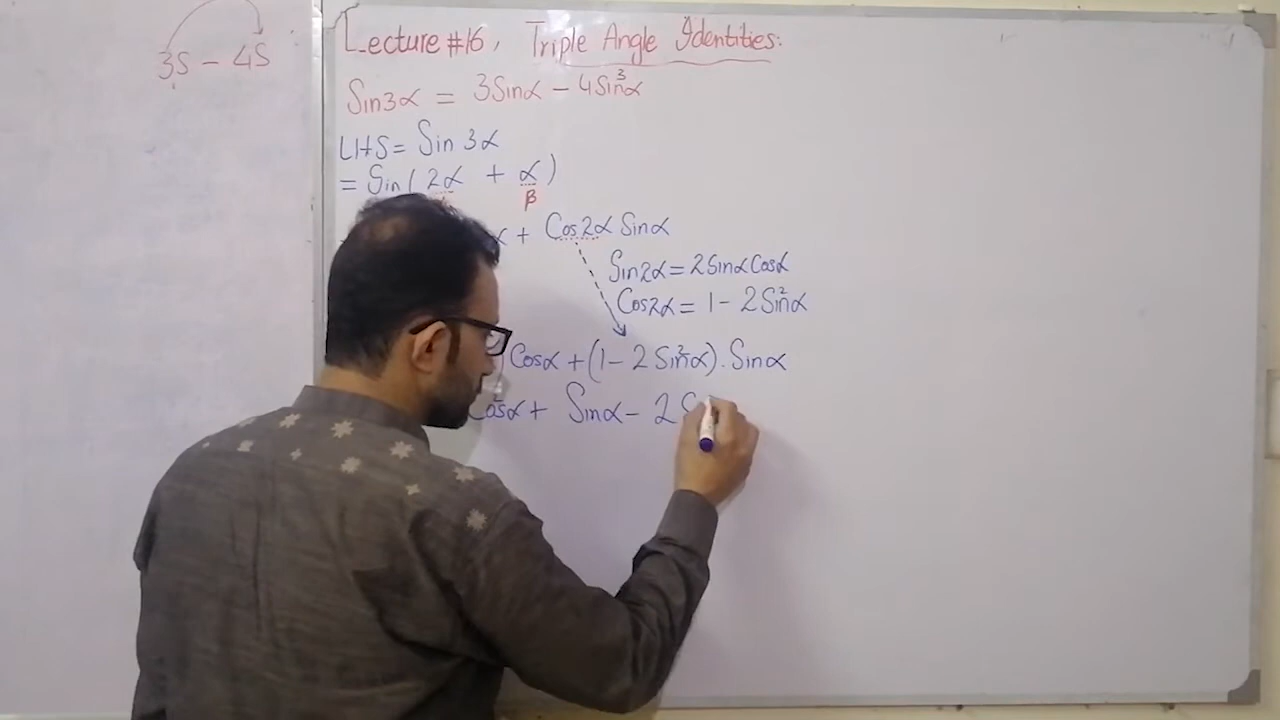 3S - 4S
Lecture #16, Triple Angle Identities:
Sin3α = 3Sinα - 4Sin³α
LHS = Sin 3α
= Sin(2α + α)
β
α + Cos2α Sinα
Sin2α = 2SinαCosα
Cos2α = 1 - 2Sin²α
Cosα + (1 - 2Sin²α).Sinα
Cos²α + Sinα - 2 S